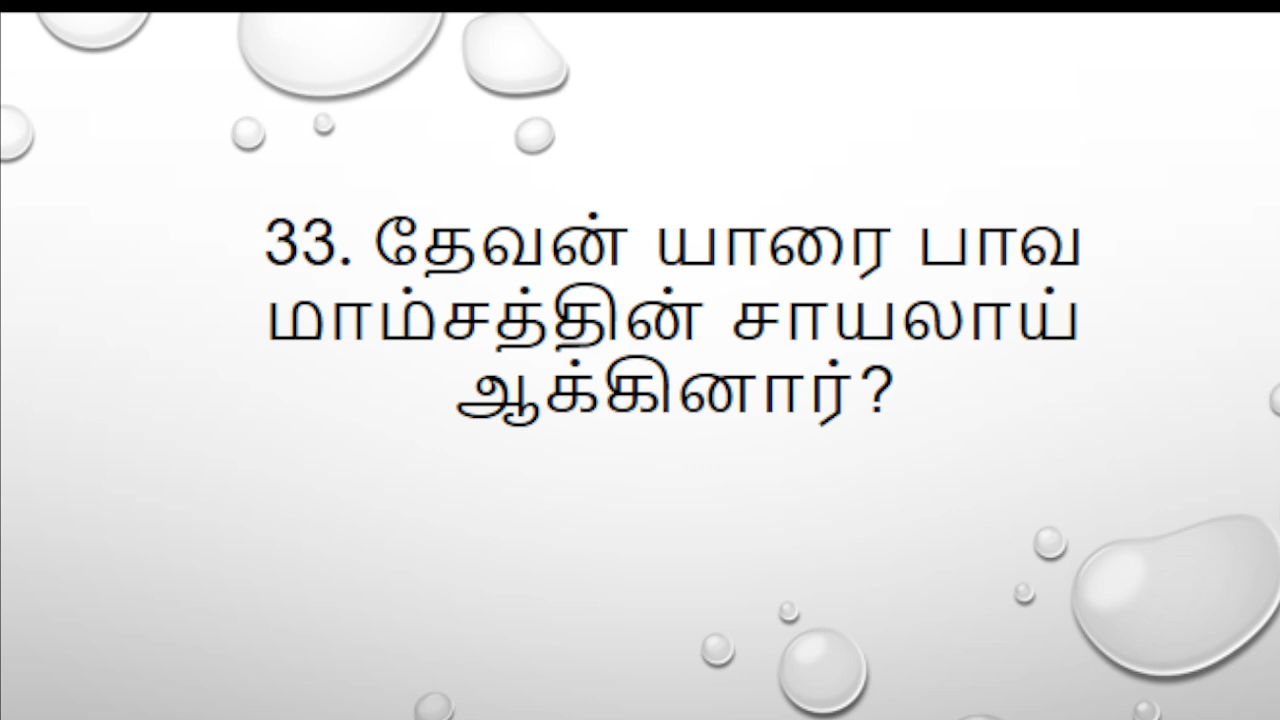 33. தேவன் யாரை பாவ
மாம்சத்தின் சாயலாய்
ஆக்கினார்?